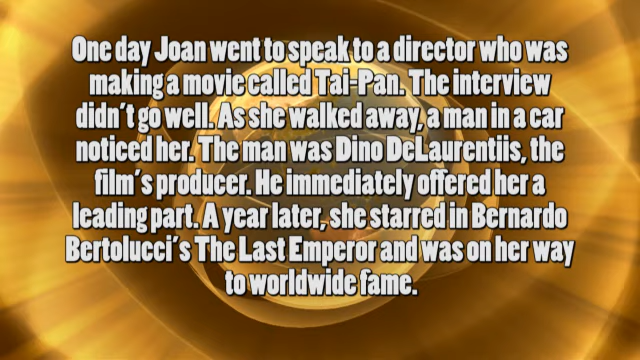 One day Joan went to speak to a director who was
making a movie called Tai-Pan. The interview
didn't go well. As she walked away, a man in a car
noticed her. The man was Dino DeLaurentiis, the
film's producer. He immediately offered her a
leading part. A year later, she starred in Bernardo
Bertolucci's The Last Emperor and was on her way
to worldwide fame.